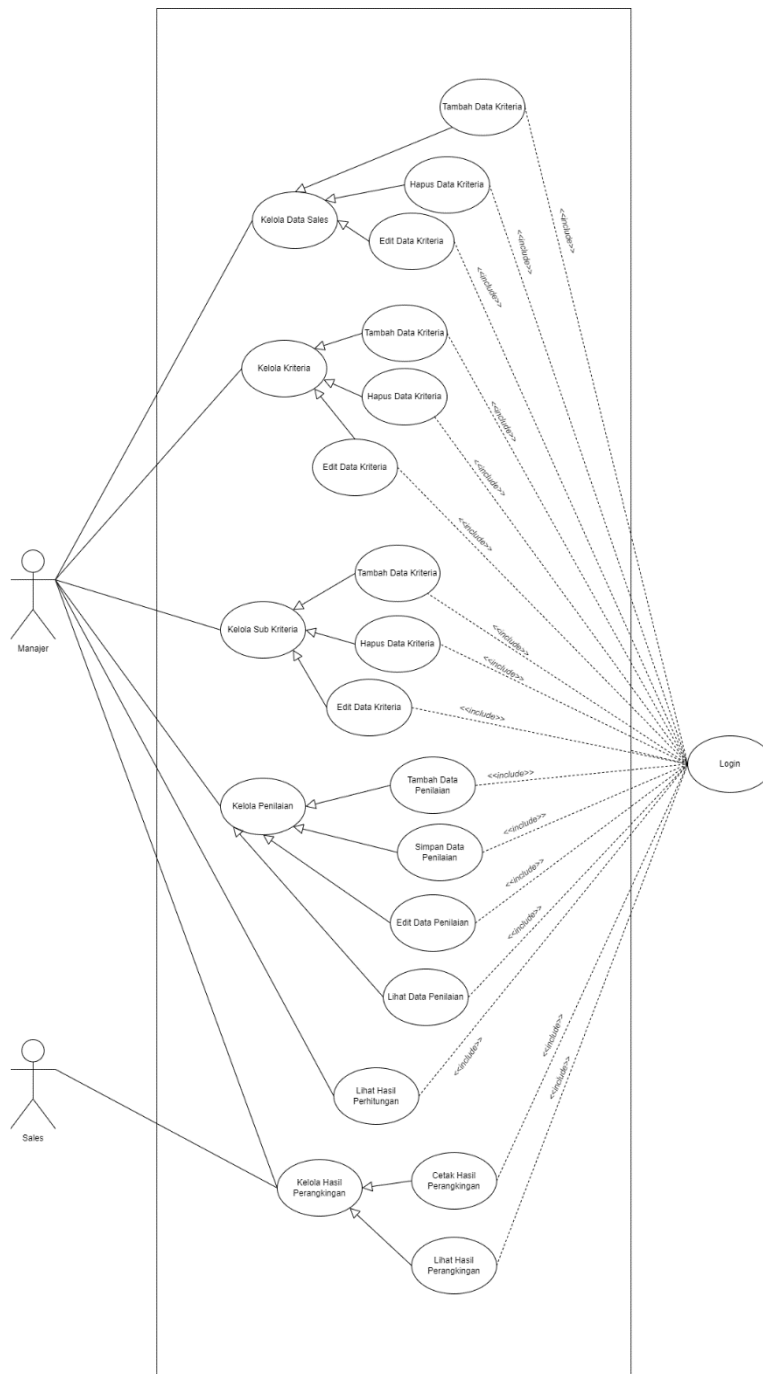 Tambah Data Kriteria
Hapus Data Kriteria
Kelola Data Sales
Edit Data Kriteria
<<include>>
<<include>>
<<include>>
Tambah Data Kriteria
Kelola Kriteria
Hapus Data Kriteria
Edit Data Kriteria
<<include>>
<<include>>
<<include>>
Manajer
Tambah Data Kriteria
Kelola Sub Kriteria
Hapus Data Kriteria
Edit Data Kriteria
<<include>>
<<include>>
<<include>>
Login
Kelola Penilaian
Tambah Data
Penilaian
<<include>>
Simpan Data
Penilaian
<<include>>
Edit Data Penilaian
<<include>>
Lihat Data Penilaian
<<include>>
Sales
Lihat Hasil
Perhitungan
<<include>>
Kelola Hasil
Perangkingan
Cetak Hasil
Perangkingan
<<include>>
<<include>>
Lihat Hasil
Perangkingan